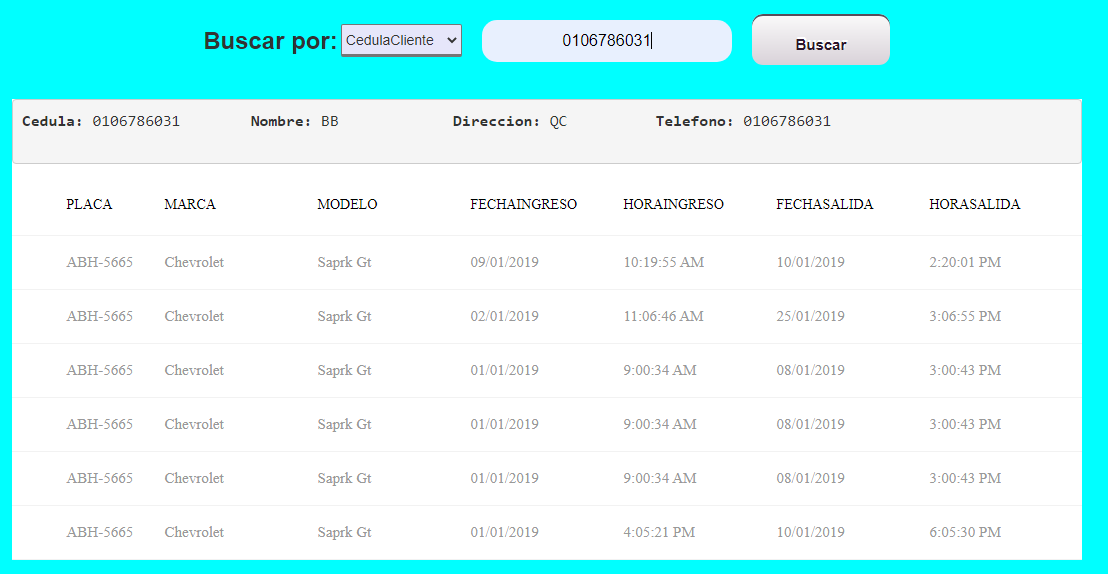 Buscar por: CedulaCliente 0106786031 Buscar
Cedula: 0106786031 Nombre: BB Direccion: QC Telefono: 0106786031
PLACA MARCA MODELO FECHAINGRESO HORAINGRESO FECHASALIDA HORASALIDA
ABH-5665 Chevrolet Saprk Gt 09/01/2019 10:19:55 AM 10/01/2019 2:20:01 PM
ABH-5665 Chevrolet Saprk Gt 02/01/2019 11:06:46 AM 25/01/2019 3:06:55 PM
ABH-5665 Chevrolet Saprk Gt 01/01/2019 9:00:34 AM 08/01/2019 3:00:43 PM
ABH-5665 Chevrolet Saprk Gt 01/01/2019 9:00:34 AM 08/01/2019 3:00:43 PM
ABH-5665 Chevrolet Saprk Gt 01/01/2019 9:00:34 AM 08/01/2019 3:00:43 PM
ABH-5665 Chevrolet Saprk Gt 01/01/2019 4:05:21 PM 10/01/2019 6:05:30 PM